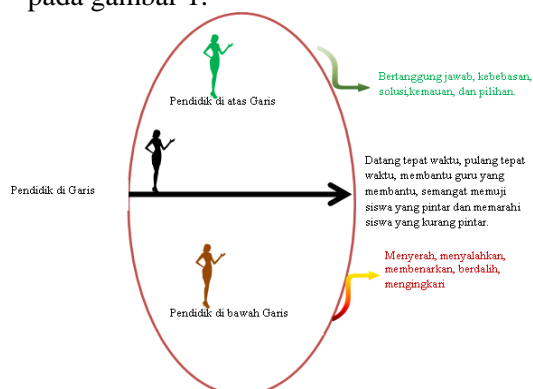 pada gambar 1.
Bertanggung jawab, kebebasan,
solusi,kemauan, dan pilihan.
Pendidik di atas Garis
Datang tepat waktu, pulang tepat
waktu, membantu guru yang
membantu, semangat memuji
siswa yang pintar dan memarahi
siswa yang kurang pintar.
Pendidik di Garis
Menyerah, menyalahkan,
membenarkan, berdalih,
mengingkari
Pendidik di bawah Garis